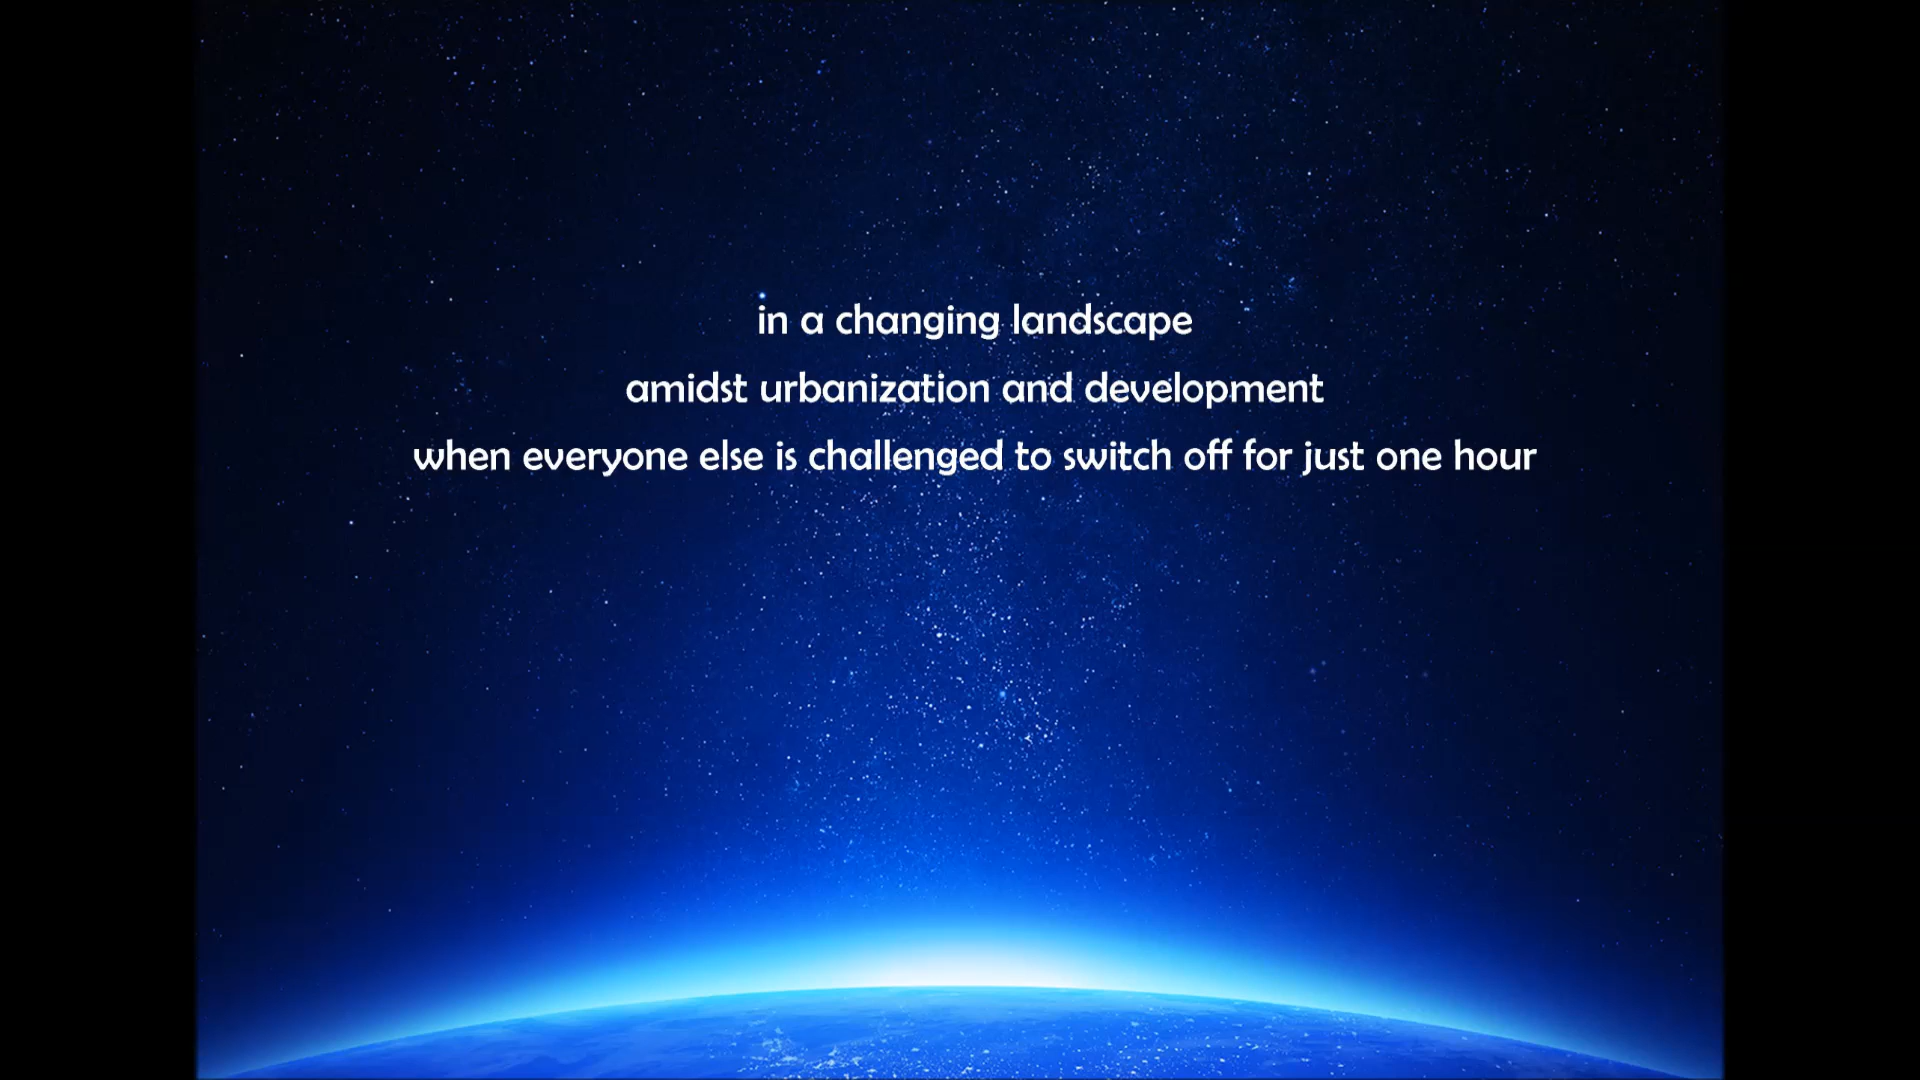 in a changing landscape
amidst urbanization and development
when everyone else is challenged to switch off for just one hour